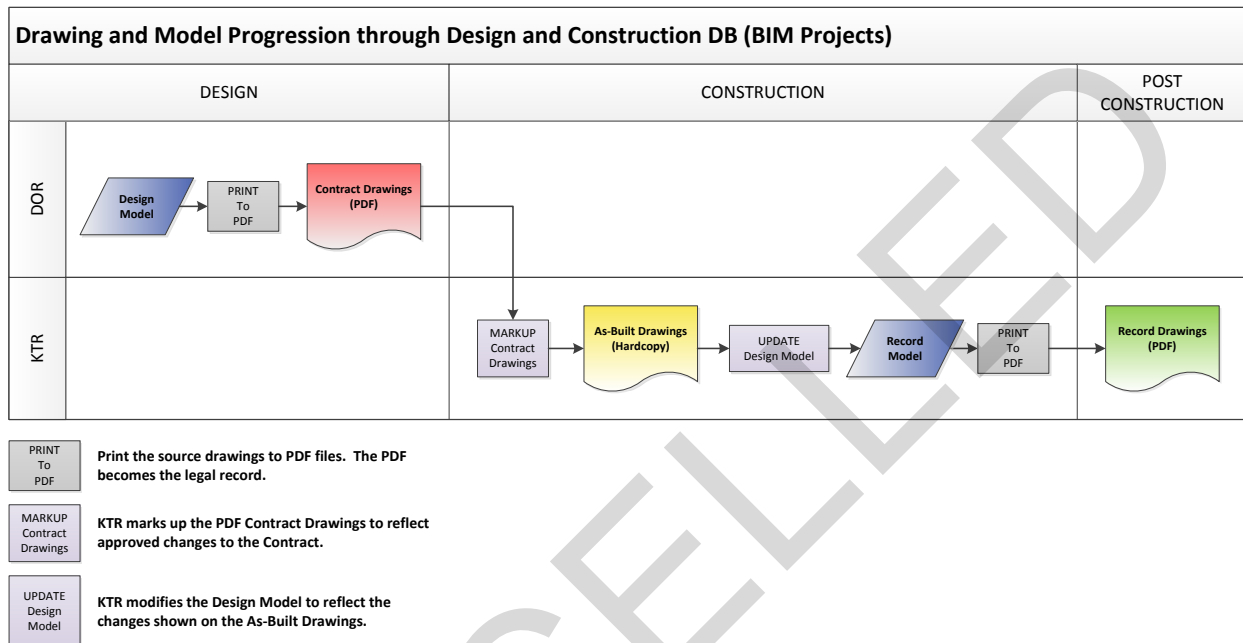 Drawing and Model Progression through Design and Construction DB (BIM Projects)
DESIGN
CONSTRUCTION
POST
CONSTRUCTION
DOR
Design
Model
PRINT
To
PDF
Contract Drawings
(PDF)
KTR
MARKUP
Contract
Drawings
As-Built Drawings
(Hardcopy)
UPDATE
Design Model
Record
Model
PRINT
To
PDF
Record Drawings
(PDF)
PRINT
To
PDF
Print the source drawings to PDF files. The PDF
becomes the legal record.
MARKUP
Contract
Drawings
KTR marks up the PDF Contract Drawings to reflect
approved changes to the Contract.
UPDATE
Design
Model
KTR modifies the Design Model to reflect the
changes shown on the As-Built Drawings.
CELLED